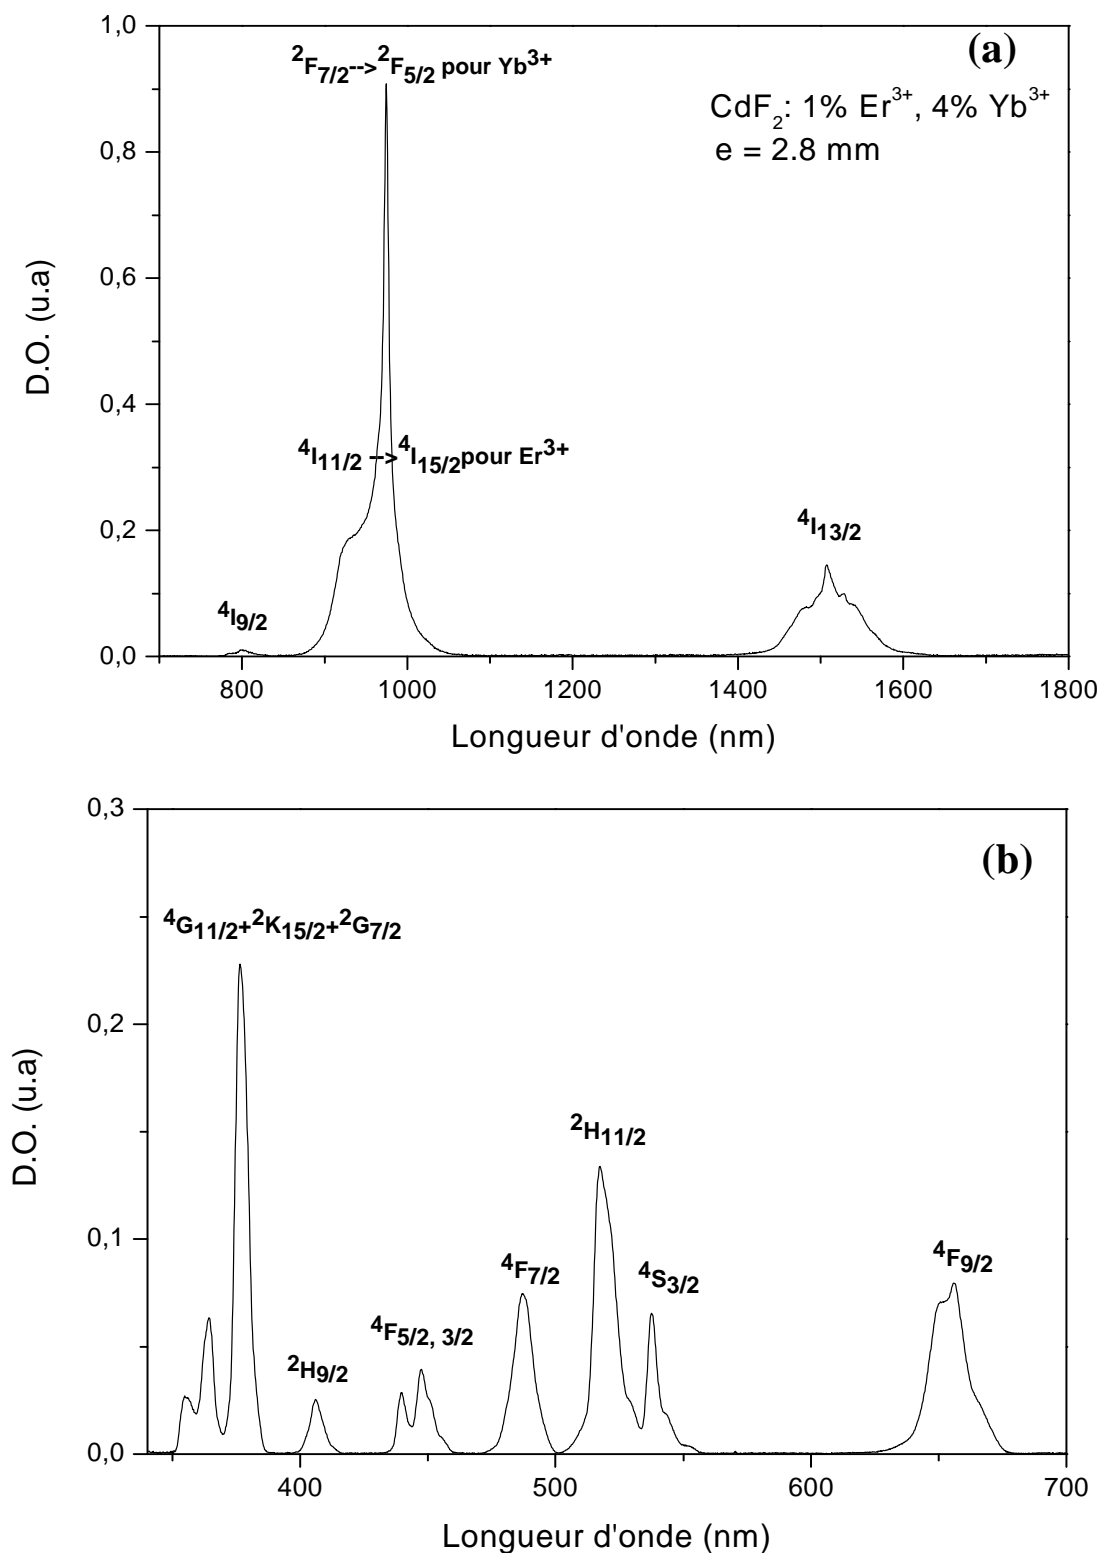 1,0
(a)
²F7/2-->²F5/2 pour Yb³⁺
CdF₂: 1% Er³⁺, 4% Yb³⁺
e = 2.8 mm
0,8
0,6
D.O. (u.a)
0,4
⁴I11/2 --> ⁴I15/2pour Er³⁺
0,2
⁴I13/2
⁴I9/2
0,0
800 1000 1200 1400 1600 1800
Longueur d'onde (nm)
0,3
(b)
⁴G11/2+²K15/2+²G7/2
0,2
D.O. (u.a)
²H11/2
0,1
⁴F7/2
⁴S3/2
⁴F9/2
⁴F5/2, 3/2
²H9/2
0,0
400 500 600 700
Longueur d'onde (nm)